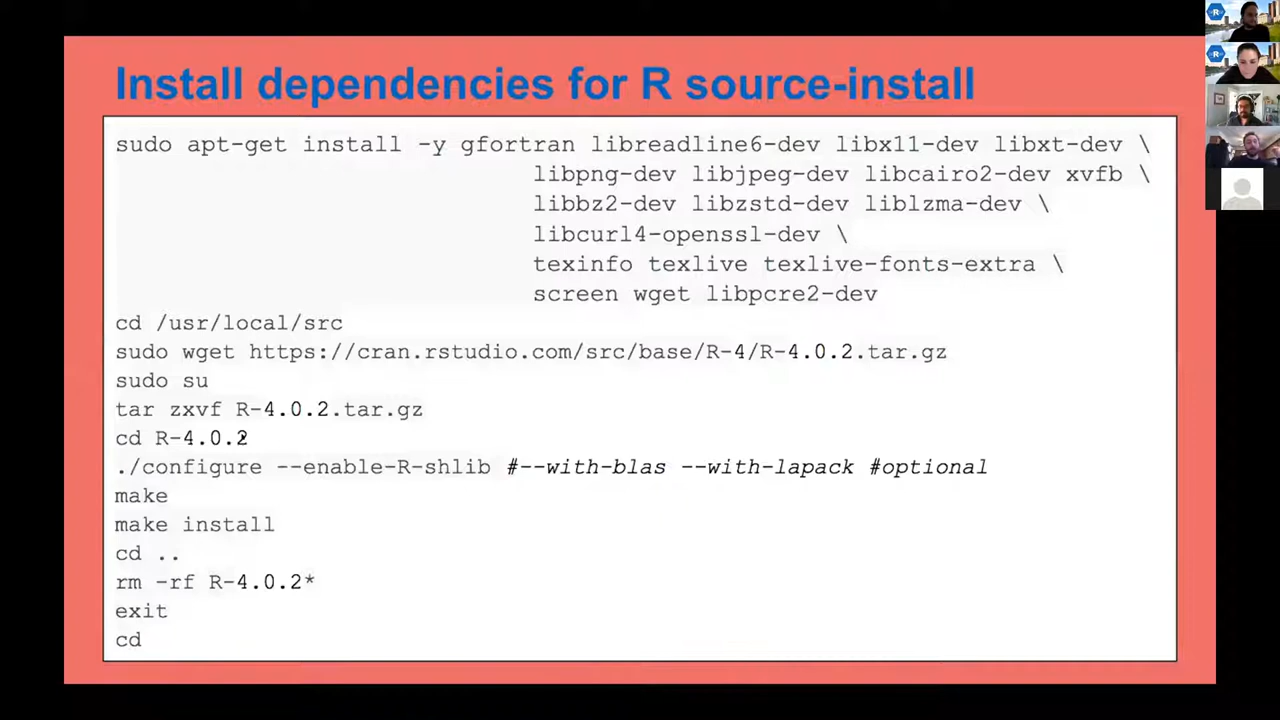 Install dependencies for R source-install
sudo apt-get install -y gfortran libreadline6-dev libx11-dev libxt-dev \
libpng-dev libjpeg-dev libcairo2-dev xvfb \
libbz2-dev libzstd-dev liblzma-dev \
libcurl4-openssl-dev \
texinfo texlive texlive-fonts-extra \
screen wget libpcre2-dev
cd /usr/local/src
sudo wget https://cran.rstudio.com/src/base/R-4/R-4.0.2.tar.gz
sudo su
tar zxvf R-4.0.2.tar.gz
cd R-4.0.2
./configure --enable-R-shlib #--with-blas --with-lapack #optional
make
make install
cd ..
rm -rf R-4.0.2*
exit
cd